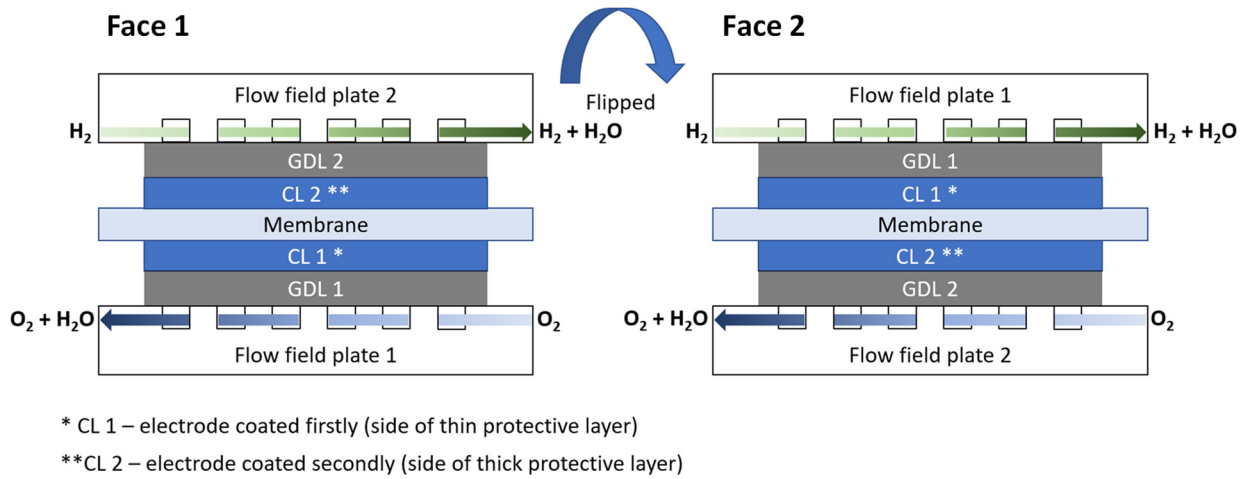 Face 1
Flow field plate 2
H₂
H₂ + H₂O
GDL 2
CL 2 **
Membrane
CL 1 *
GDL 1
O₂ + H₂O
O₂
Flow field plate 1
Flipped
Face 2
Flow field plate 1
H₂
H₂ + H₂O
GDL 1
CL 1 *
Membrane
CL 2 **
GDL 2
O₂ + H₂O
O₂
Flow field plate 2
* CL 1 – electrode coated firstly (side of thin protective layer)
**CL 2 – electrode coated secondly (side of thick protective layer)